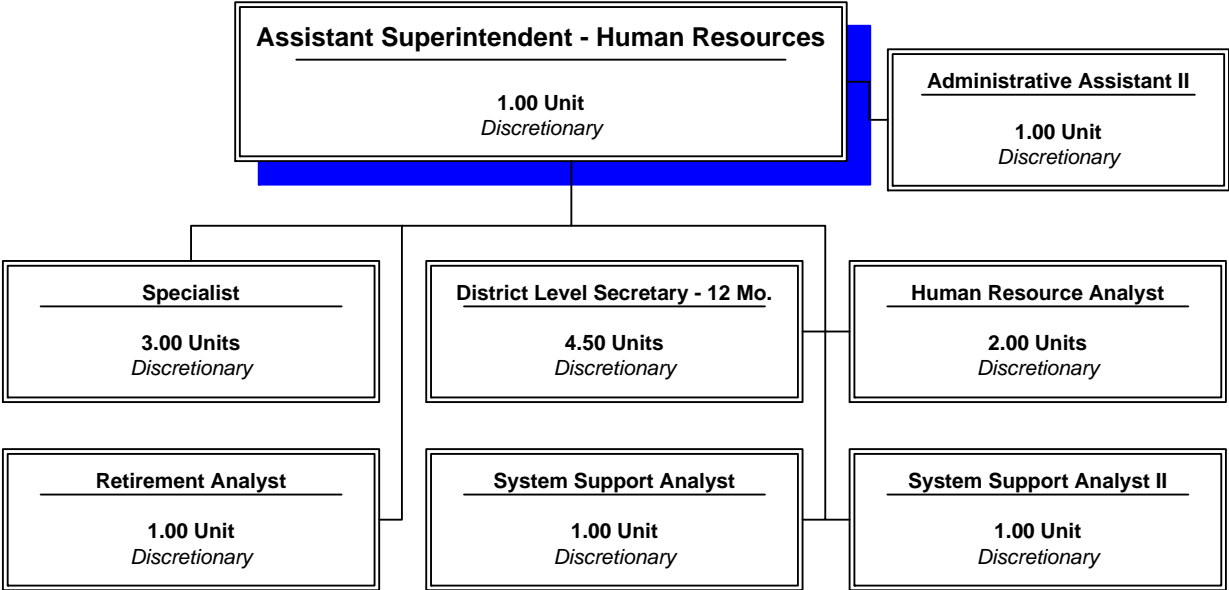 Assistant Superintendent - Human Resources
1.00 Unit
Discretionary
Administrative Assistant II
1.00 Unit
Discretionary
Specialist
3.00 Units
Discretionary
District Level Secretary - 12 Mo.
4.50 Units
Discretionary
Human Resource Analyst
2.00 Units
Discretionary
Retirement Analyst
1.00 Unit
Discretionary
System Support Analyst
1.00 Unit
Discretionary
System Support Analyst II
1.00 Unit
Discretionary